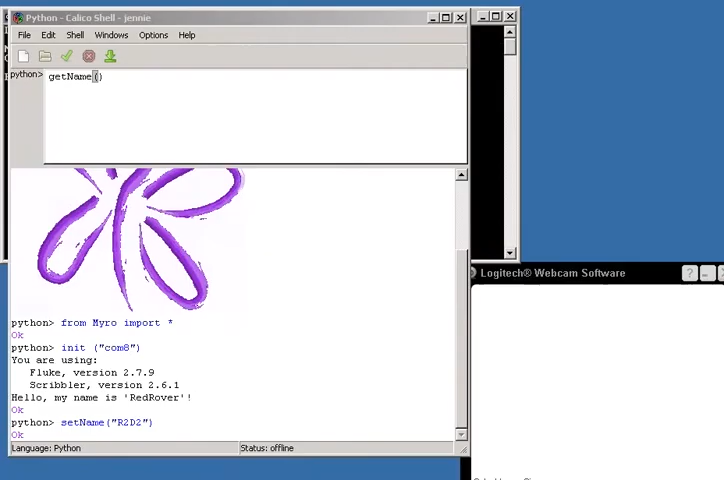 Python - Calico Shell - jennie
File Edit Shell Windows Options Help
python> getName()
python> from Myro import *
Ok
python> init ("com8")
You are using:
Fluke, version 2.7.9
Scribbler, version 2.6.1
Hello, my name is 'RedRover'!
Ok
python> setName("R2D2")
Ok
Language: Python Status: offline
Logitech® Webcam Software